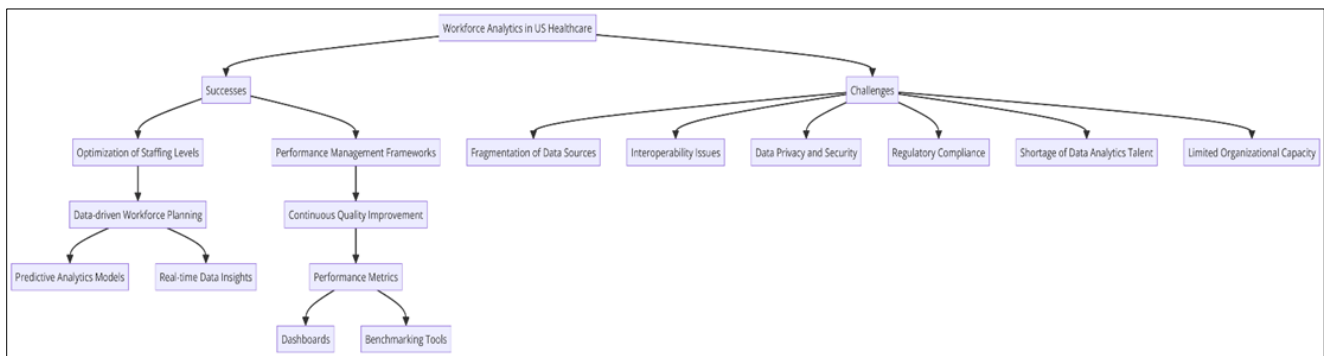 Workforce Analytics in US Healthcare
Successes
Challenges
Optimization of Staffing Levels
Performance Management Frameworks
Fragmentation of Data Sources
Interoperability Issues
Data Privacy and Security
Regulatory Compliance
Shortage of Data Analytics Talent
Limited Organizational Capacity
Data-driven Workforce Planning
Continuous Quality Improvement
Predictive Analytics Models
Real-time Data Insights
Performance Metrics
Dashboards
Benchmarking Tools